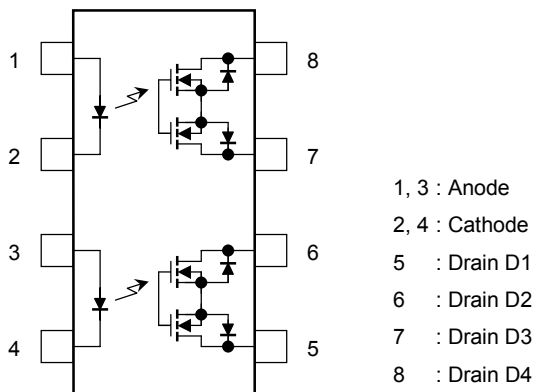 1
8
2
7
3
6
4
5
1, 3 : Anode
2, 4 : Cathode
5 : Drain D1
6 : Drain D2
7 : Drain D3
8 : Drain D4